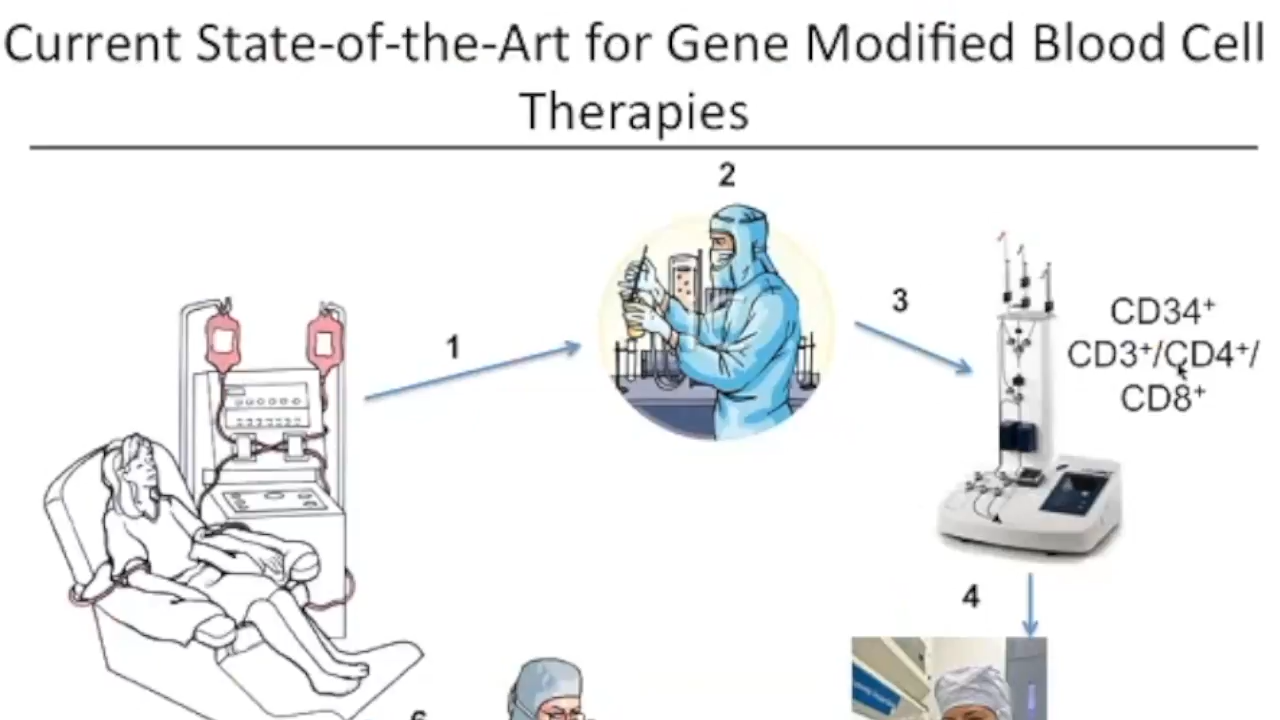 Current State-of-the-Art for Gene Modified Blood Cell
Therapies
2
1
3
CD34⁺
CD3⁺/CD4⁺/
CD8⁺
4
6